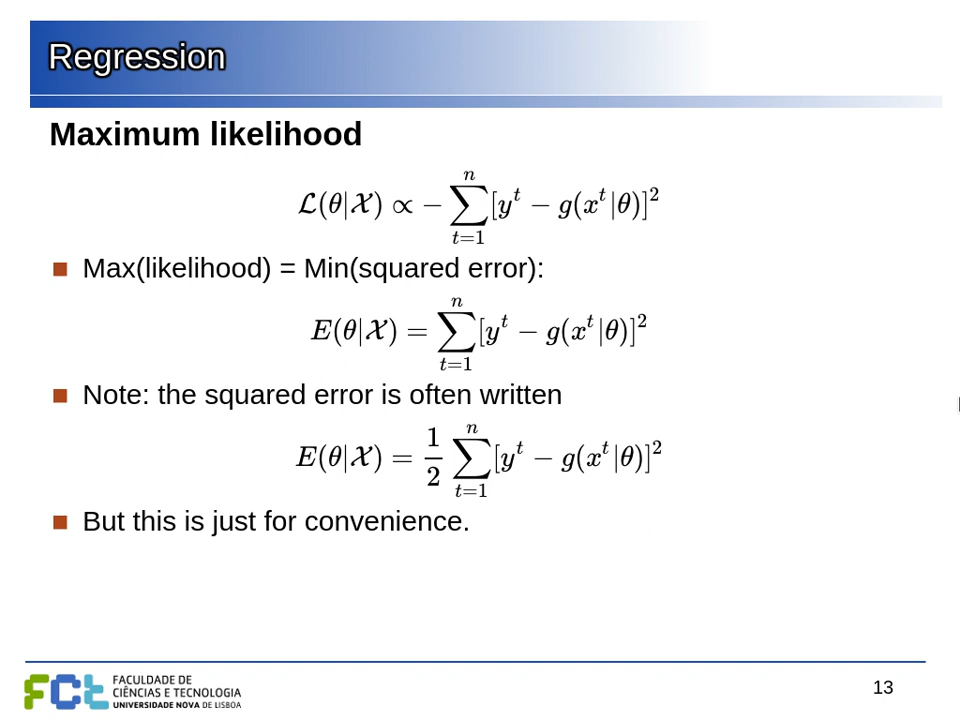 Regression
Maximum likelihood
ℒ(θ|𝒳) ∝ − ∑_{t=1}^{n} [y^t − g(x^t|θ)]^2
■ Max(likelihood) = Min(squared error):
E(θ|𝒳) = ∑_{t=1}^{n} [y^t − g(x^t|θ)]^2
■ Note: the squared error is often written
E(θ|𝒳) = \frac{1}{2} ∑_{t=1}^{n} [y^t − g(x^t|θ)]^2
■ But this is just for convenience.
FCt
FACULDADE DE
CIÊNCIAS E TECNOLOGIA
UNIVERSIDADE NOVA DE LISBOA
13